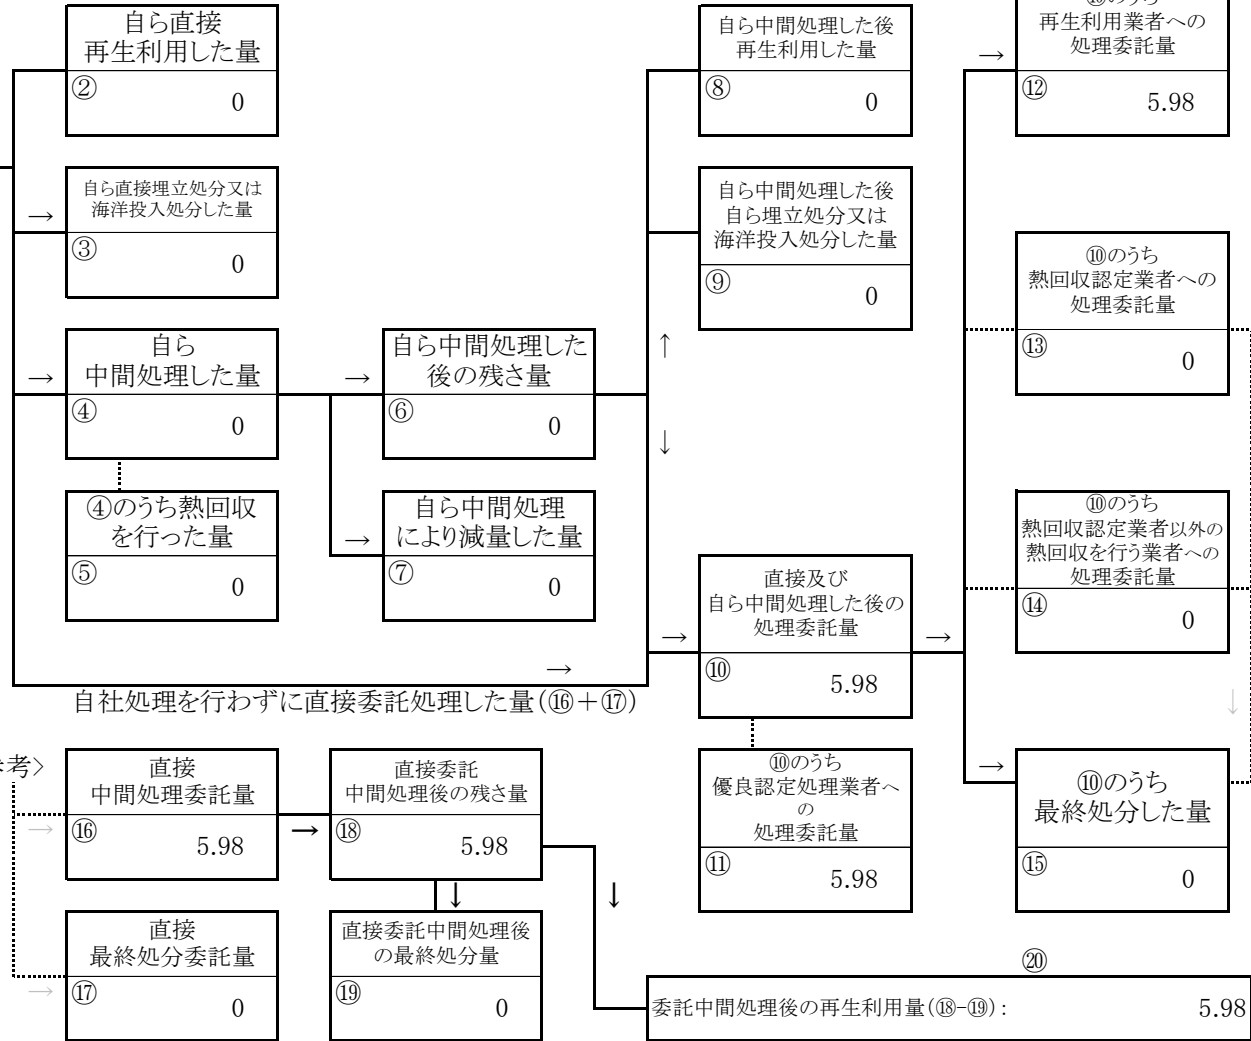 自ら直接
再生利用した量
②
0
自ら直接埋立処分又は
海洋投入処分した量
→
③
0
自ら
中間処理した量
→
④
0
④のうち熱回収
を行った量
⑤
0
自ら中間処理した
後の残さ量
→
⑥
0
自ら中間処理
により減量した量
→
⑦
0
自ら中間処理した後
再生利用した量
⑧
0
自ら中間処理した後
自ら埋立処分又は
海洋投入処分した量
⑨
0
↑
↓
直接及び
自ら中間処理した後の
処理委託量
→
⑩
5.98
⑩のうち
優良認定処理業者へ
の
処理委託量
⑪
5.98
→
⑩のうち
再生利用業者への
処理委託量
→
⑫
5.98
⑩のうち
熱回収認定業者への
処理委託量
⑬
0
⑩のうち
熱回収認定業者以外の
熱回収を行う業者への
処理委託量
⑭
0
↓
→
⑩のうち
最終処分した量
⑮
0
→
自社処理を行わずに直接委託処理した量(⑯+⑰)
考>
直接
中間処理委託量
→
⑯
5.98
直接
最終処分委託量
→
⑰
0
→
直接委託
中間処理後の残さ量
⑱
5.98
↓
↓
直接委託中間処理後
の最終処分量
⑲
0
⑳
委託中間処理後の再生利用量(⑱-⑲):
5.98